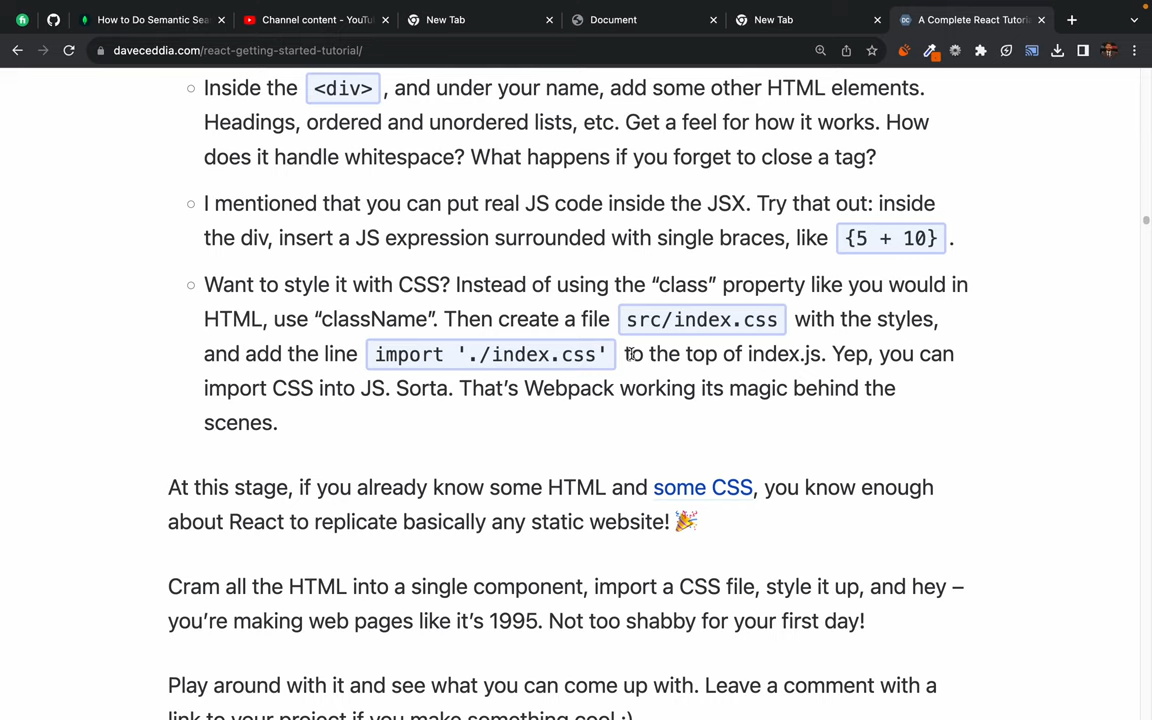 How to Do Semantic Sea
Channel content - YouTu
New Tab
Document
New Tab
A Complete React Tutoria
daveceddia.com/react-getting-started-tutorial/
Inside the <div> , and under your name, add some other HTML elements.
Headings, ordered and unordered lists, etc. Get a feel for how it works. How
does it handle whitespace? What happens if you forget to close a tag?
I mentioned that you can put real JS code inside the JSX. Try that out: inside
the div, insert a JS expression surrounded with single braces, like {5 + 10} .
Want to style it with CSS? Instead of using the “class” property like you would in
HTML, use “className”. Then create a file src/index.css with the styles,
and add the line import './index.css' to the top of index.js. Yep, you can
import CSS into JS. Sorta. That’s Webpack working its magic behind the
scenes.
At this stage, if you already know some HTML and some CSS, you know enough
about React to replicate basically any static website! 🎉
Cram all the HTML into a single component, import a CSS file, style it up, and hey –
you’re making web pages like it’s 1995. Not too shabby for your first day!
Play around with it and see what you can come up with. Leave a comment with a
link to your project if you make something cool :)